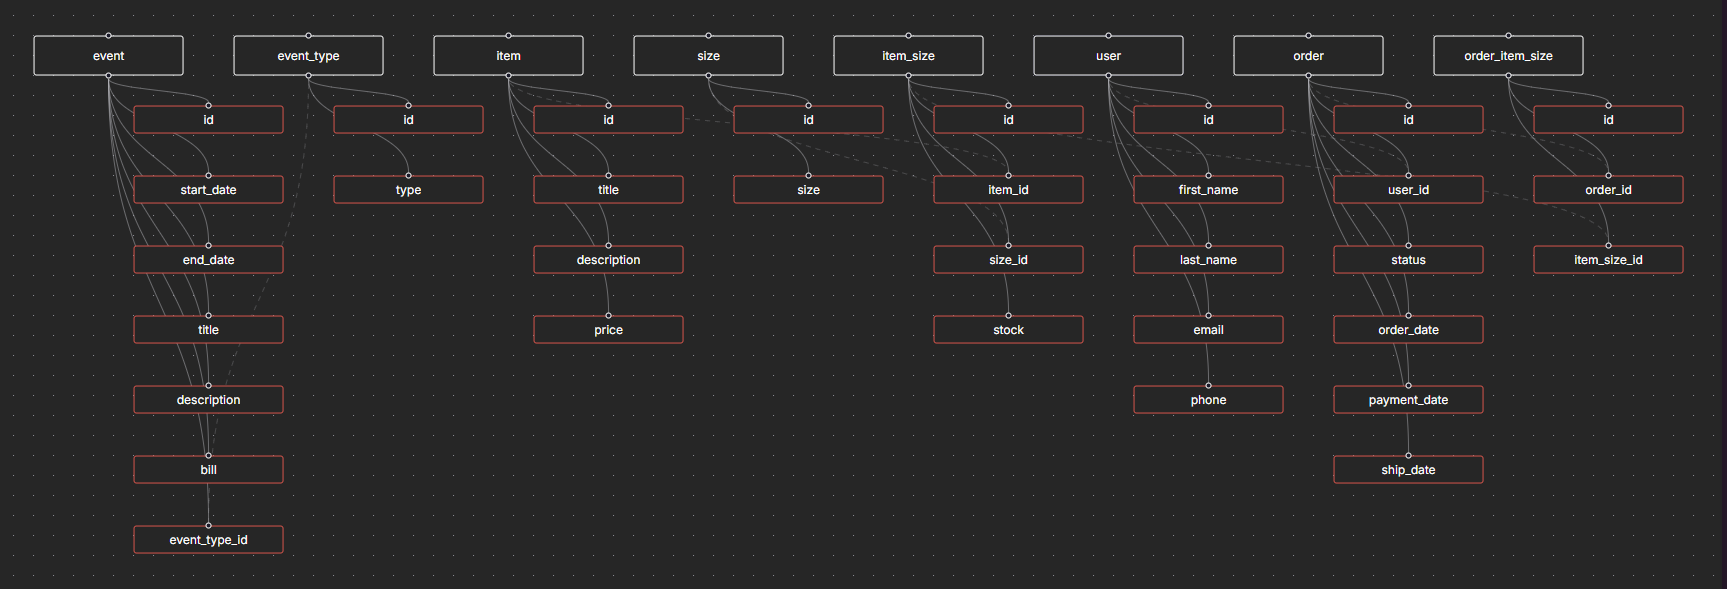 event
event_type
item
size
item_size
user
order
order_item_size
id
id
id
id
id
id
id
id
start_date
type
title
size
item_id
first_name
user_id
order_id
end_date
description
size_id
last_name
status
item_size_id
title
price
stock
email
order_date
description
phone
payment_date
bill
ship_date
event_type_id